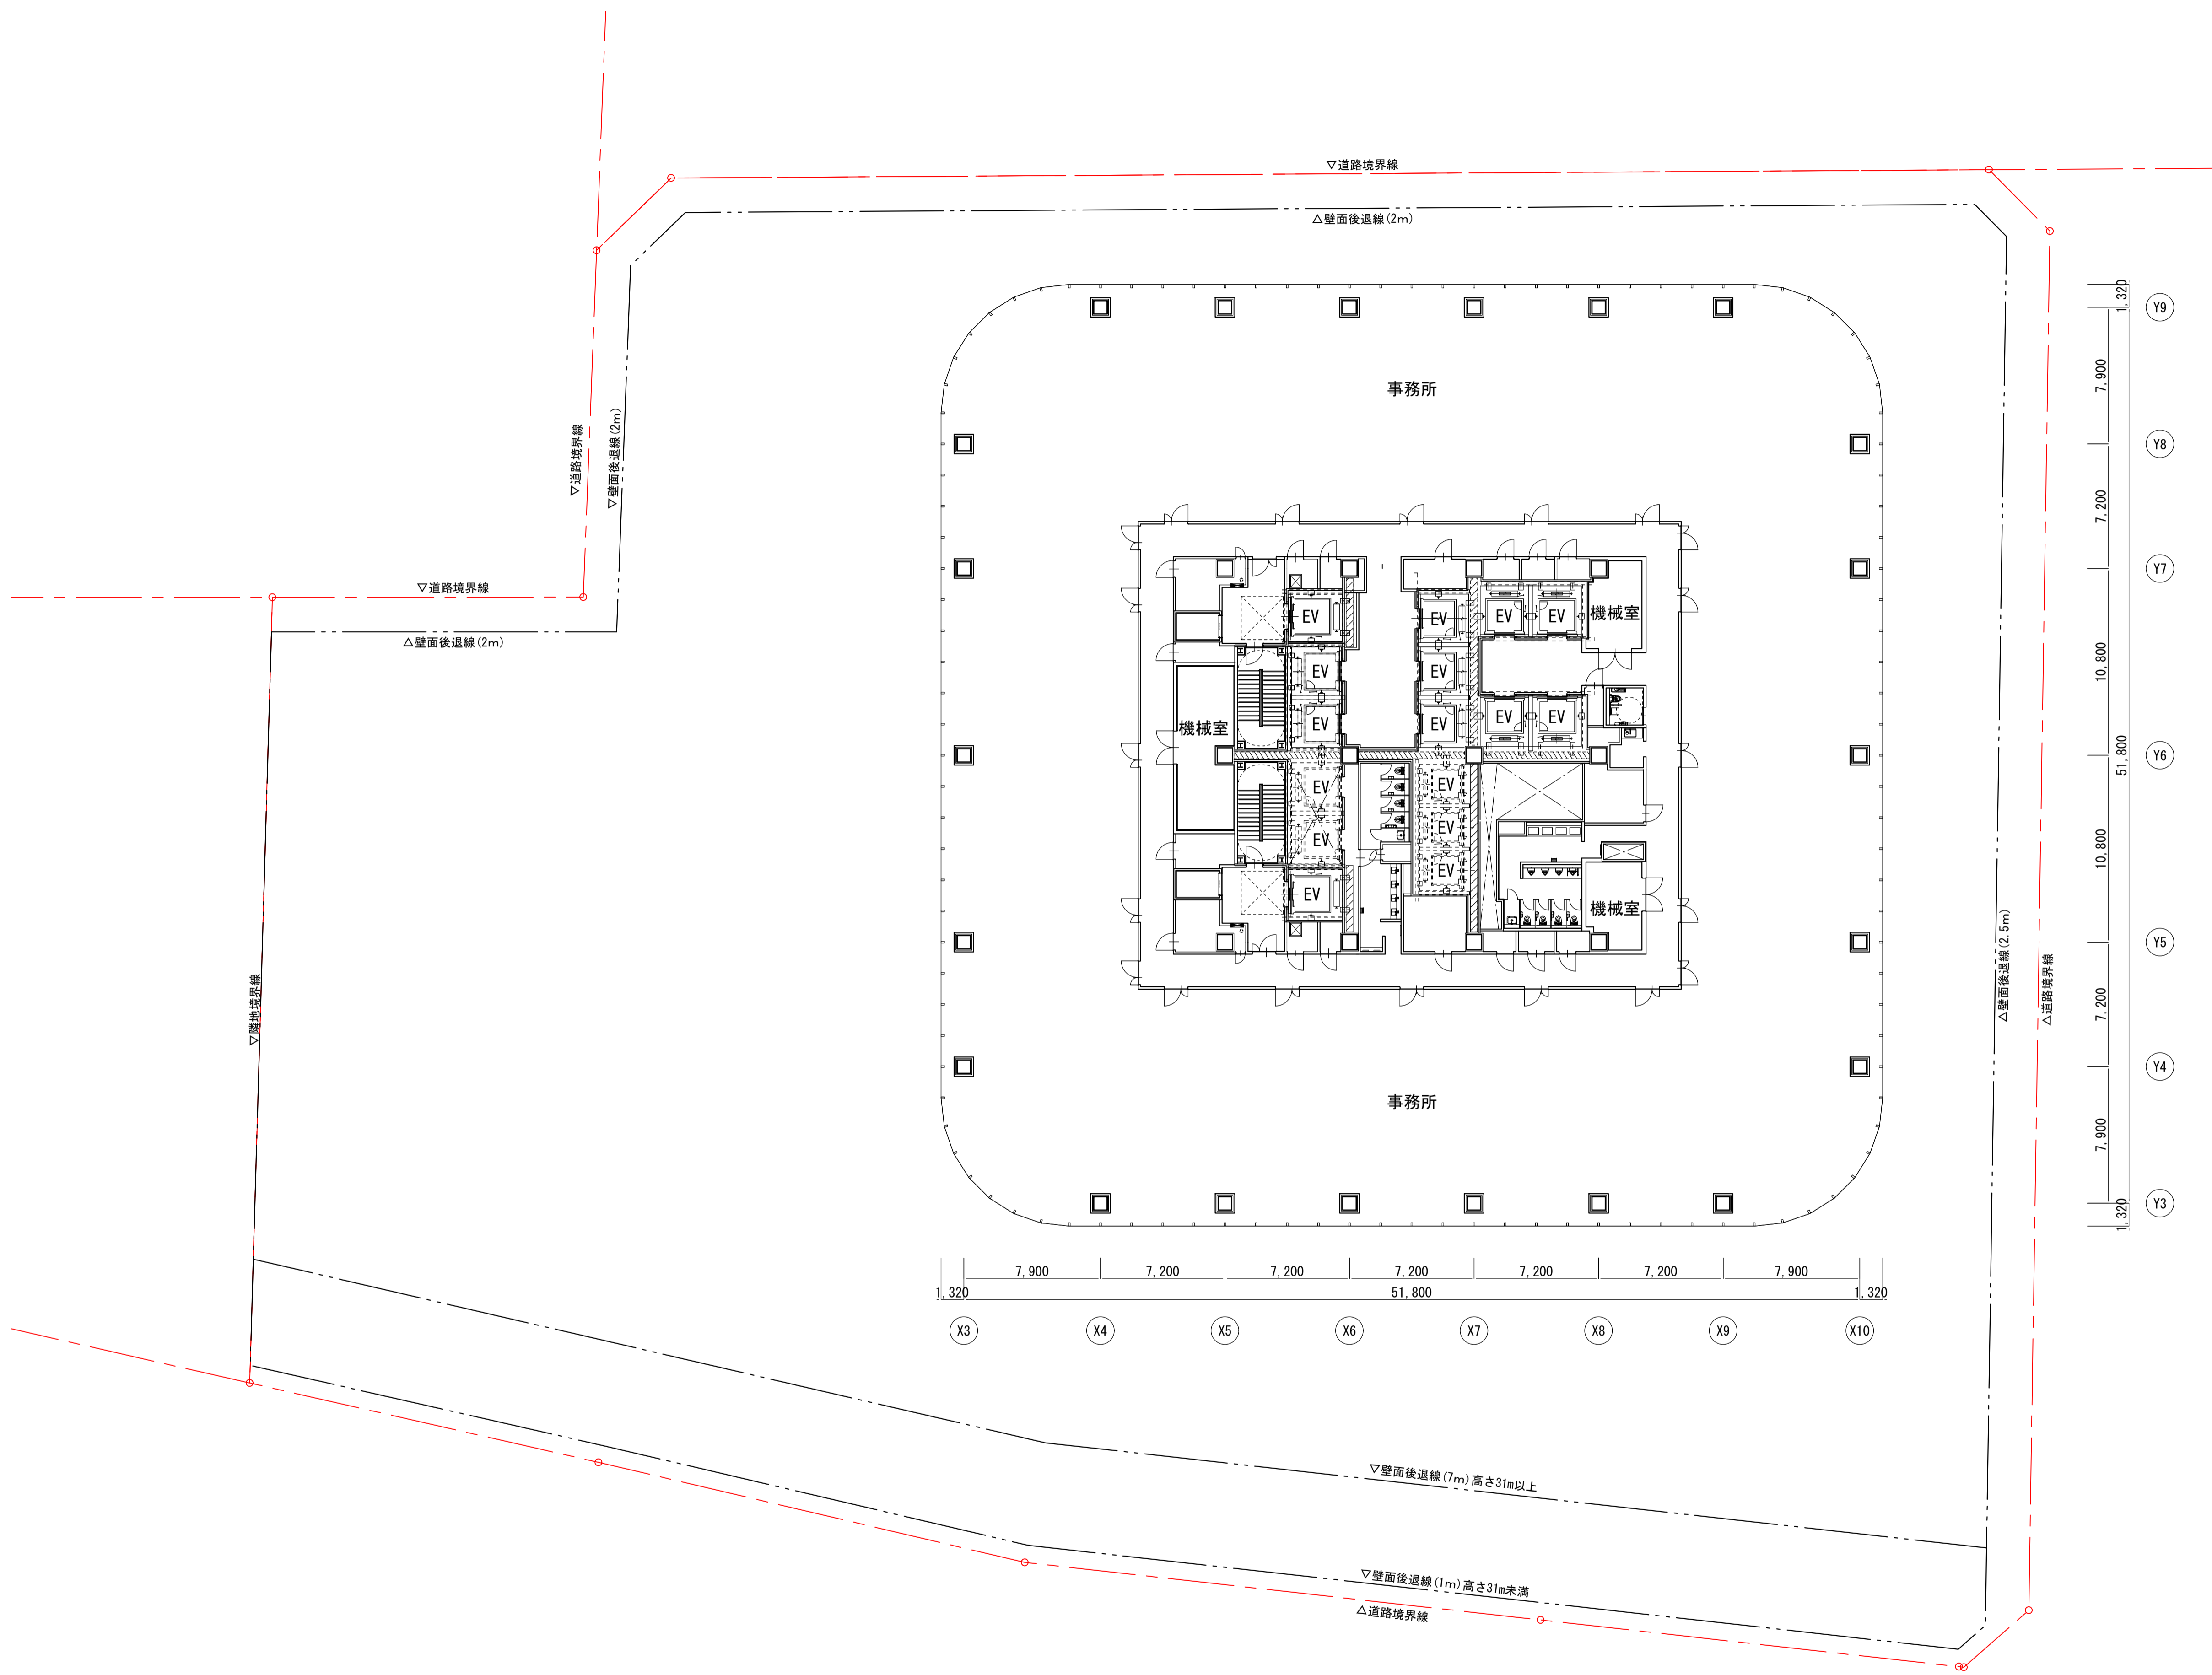 ▽道路境界線
△壁面後退線(2m)
▽道路境界線
▽壁面後退線(2m)
▽道路境界線
△壁面後退線(2m)
▽隣地境界線
事務所
EV
EV
EV
EV
機械室
EV
EV
機械室
EV
EV
EV
EV
EV
EV
EV
EV
EV
EV
EV
機械室
事務所
△壁面後退線(2.5m)
△道路境界線
1,320
Y9
7,900
Y8
7,200
Y7
10,800
51,800
Y6
10,800
Y5
7,200
Y4
7,900
1,320
Y3
7,900
7,200
7,200
7,200
7,200
7,200
7,900
1,320
51,800
1,320
X3
X4
X5
X6
X7
X8
X9
X10
▽壁面後退線(7m)高さ31m以上
▽壁面後退線(1m)高さ31m未満
△道路境界線